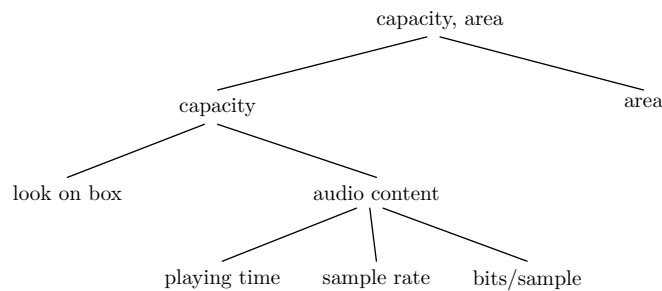 capacity, area
capacity
area
look on box
audio content
playing time
sample rate
bits/sample